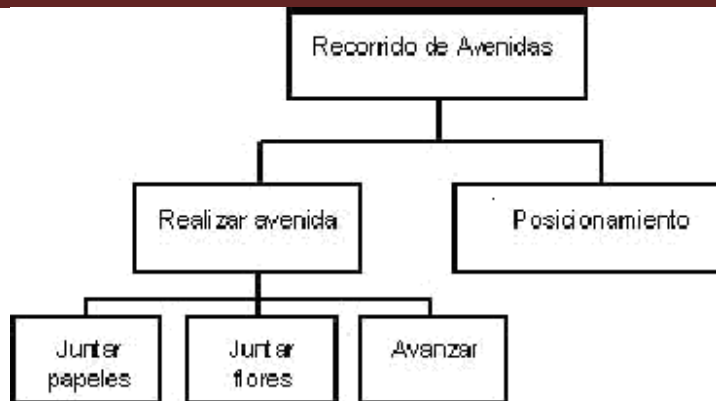 Recorrido de Avenidas
Realizar avenida
Posicionamiento
Juntar
papeles
Juntar
flores
Avanzar